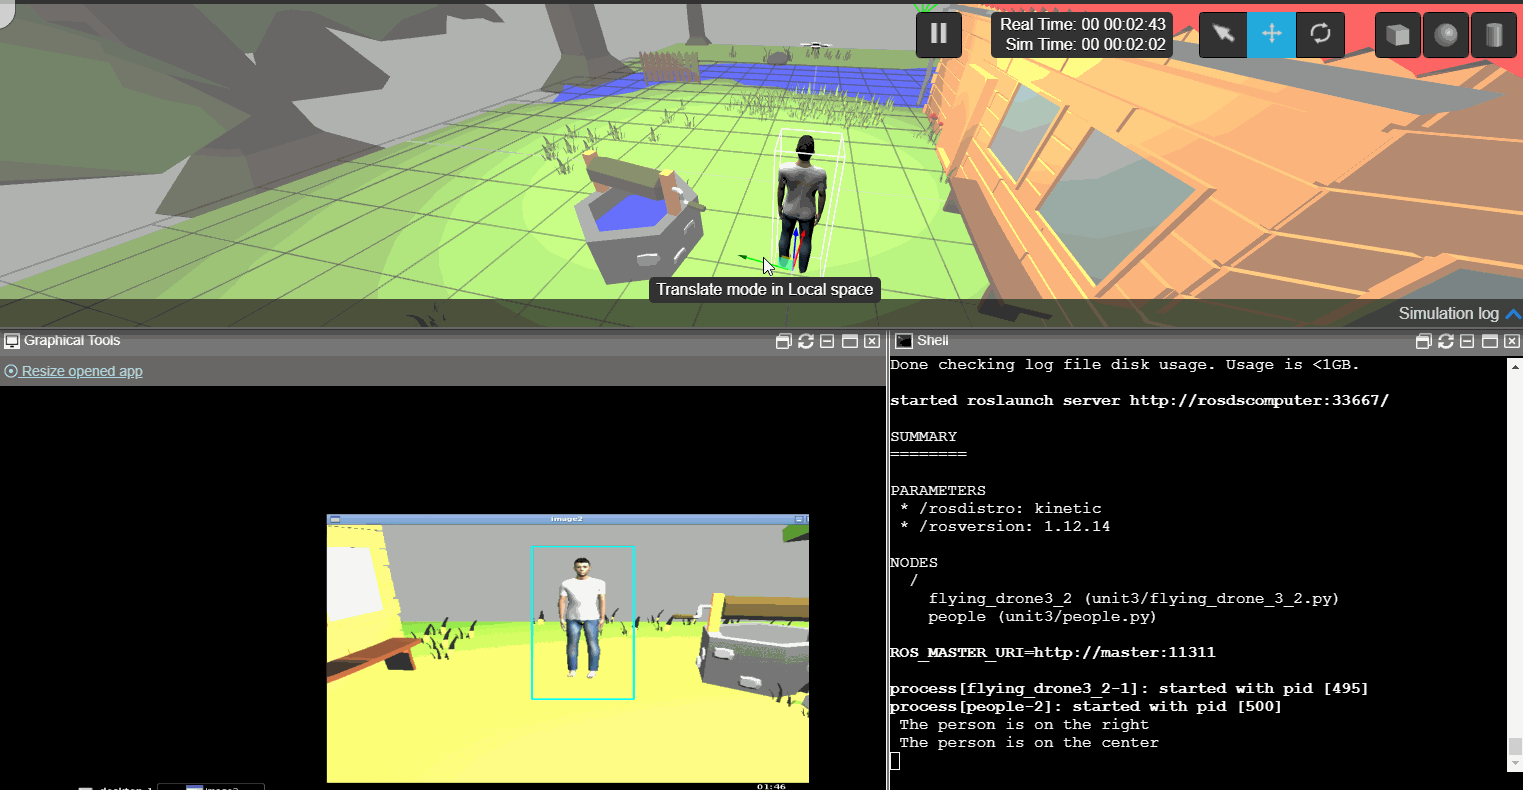 Real Time: 00 00:02:43
Sim Time: 00 00:02:02
Translate mode in Local space
Simulation log
Graphical Tools
Resize opened app
image2
01:46
Shell
Done checking log file disk usage. Usage is <1GB.
started roslaunch server http://rosdscomputer:33667/
SUMMARY
========
PARAMETERS
* /rosdistro: kinetic
* /rosversion: 1.12.14
NODES
/
flying_drone3_2 (unit3/flying_drone_3_2.py)
people (unit3/people.py)
ROS_MASTER_URI=http://master:11311
process[flying_drone3_2-1]: started with pid [495]
process[people-2]: started with pid [500]
The person is on the right
The person is on the center